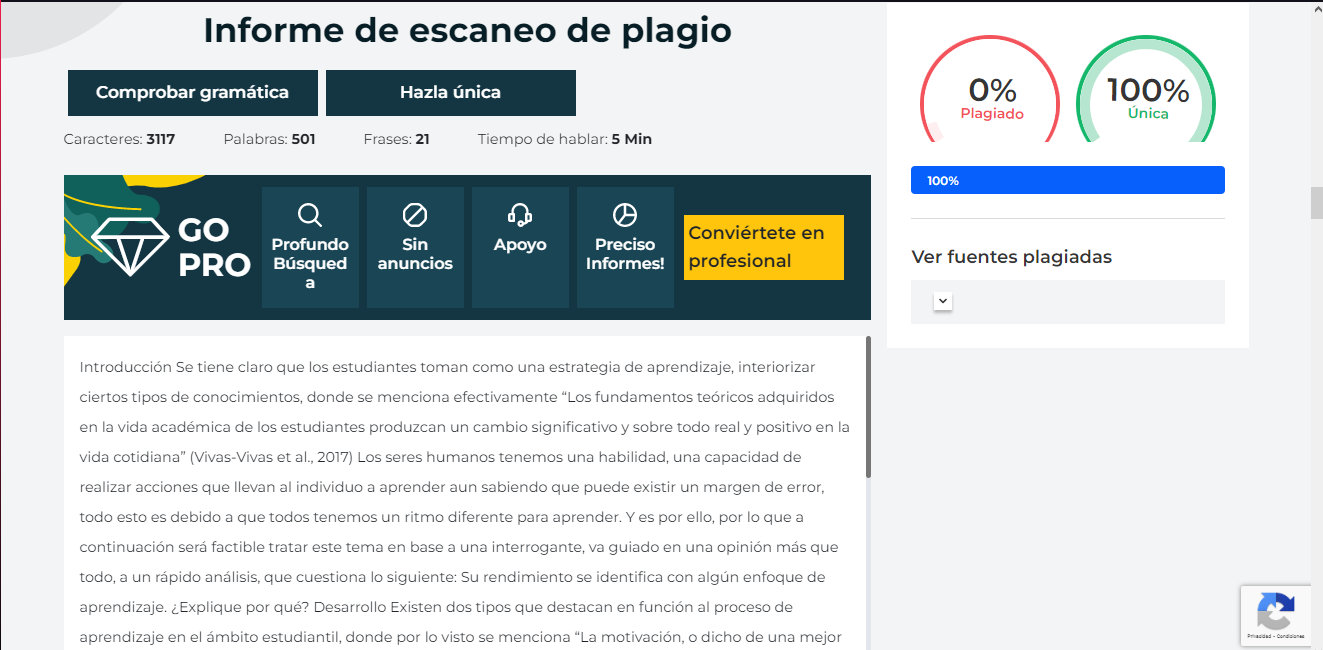 Informe de escaneo de plagio
Comprobar gramática
Hazla única
Caracteres: 3117 Palabras: 501 Frases: 21 Tiempo de hablar: 5 Min
GO
PRO
Profundo
Búsqued
a
Sin
anuncios
Apoyo
Preciso
Informes!
Conviértete en
profesional
Introducción Se tiene claro que los estudiantes toman como una estrategia de aprendizaje, interiorizar
ciertos tipos de conocimientos, donde se menciona efectivamente “Los fundamentos teóricos adquiridos
en la vida académica de los estudiantes produzcan un cambio significativo y sobre todo real y positivo en la
vida cotidiana” (Vivas-Vivas et al., 2017) Los seres humanos tenemos una habilidad, una capacidad de
realizar acciones que llevan al individuo a aprender aun sabiendo que puede existir un margen de error,
todo esto es debido a que todos tenemos un ritmo diferente para aprender. Y es por ello, por lo que a
continuación será factible tratar este tema en base a una interrogante, va guiado en una opinión más que
todo, a un rápido análisis, que cuestiona lo siguiente: Su rendimiento se identifica con algún enfoque de
aprendizaje. ¿Explique por qué? Desarrollo Existen dos tipos que destacan en función al proceso de
aprendizaje en el ámbito estudiantil, donde por lo visto se menciona “La motivación, o dicho de una mejor
0%
Plagiado
100%
Única
100%
Ver fuentes plagiadas
Privacidad - Condiciones